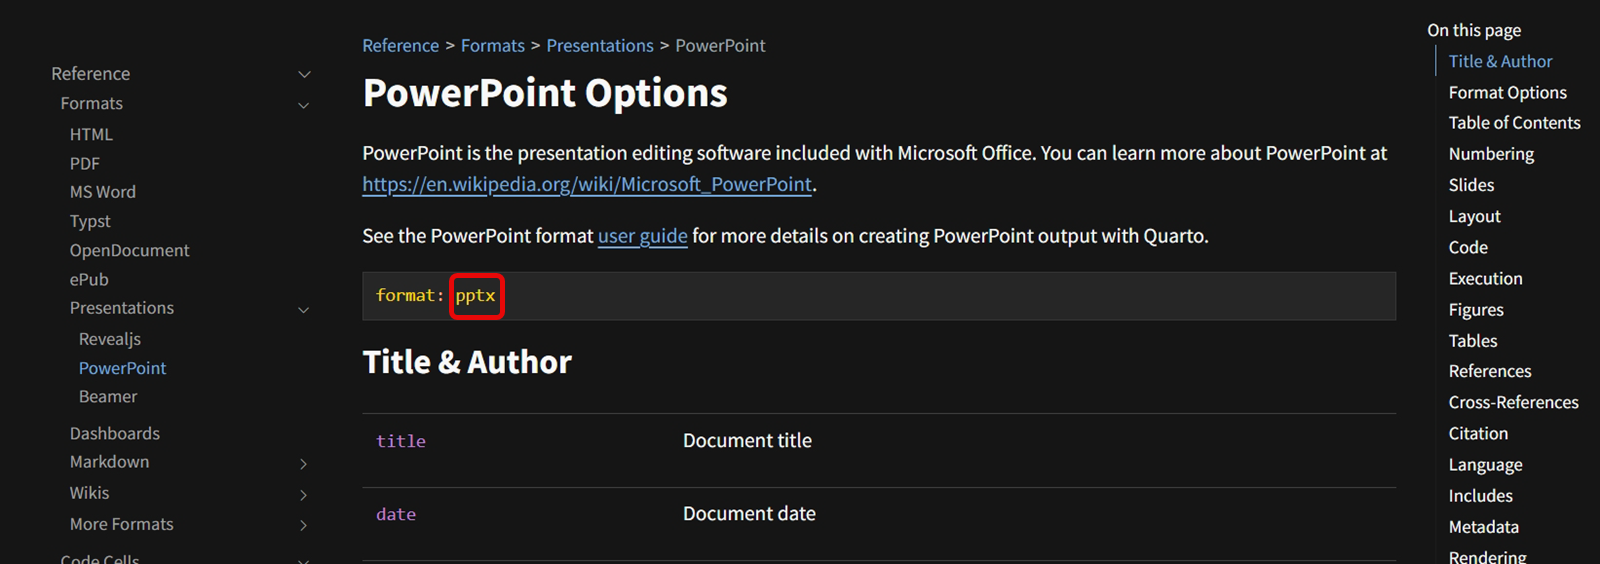 Reference
Formats
HTML
PDF
MS Word
Typst
OpenDocument
ePub
Presentations
Revealjs
PowerPoint
Beamer
Dashboards
Markdown
Wikis
More Formats
Code Cells
Reference > Formats > Presentations > PowerPoint
PowerPoint Options
PowerPoint is the presentation editing software included with Microsoft Office. You can learn more about PowerPoint at
https://en.wikipedia.org/wiki/Microsoft_PowerPoint.
See the PowerPoint format user guide for more details on creating PowerPoint output with Quarto.
format: pptx
Title & Author
title Document title
date Document date
On this page
Title & Author
Format Options
Table of Contents
Numbering
Slides
Layout
Code
Execution
Figures
Tables
References
Cross-References
Citation
Language
Includes
Metadata
Rendering